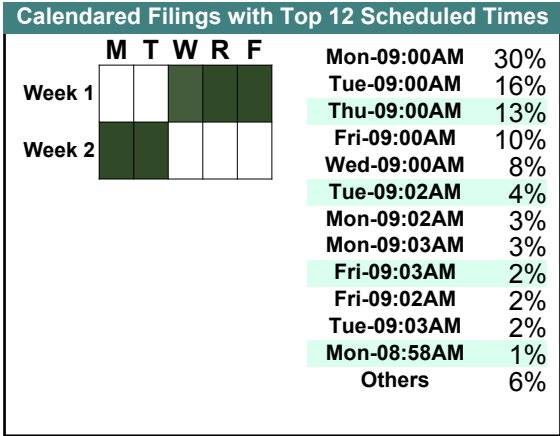 Calendared Filings with Top 12 Scheduled Times
M T W R F
Week 1
Week 2
Mon-09:00AM 30%
Tue-09:00AM 16%
Thu-09:00AM 13%
Fri-09:00AM 10%
Wed-09:00AM 8%
Tue-09:02AM 4%
Mon-09:02AM 3%
Mon-09:03AM 3%
Fri-09:03AM 2%
Fri-09:02AM 2%
Tue-09:03AM 2%
Mon-08:58AM 1%
Others 6%